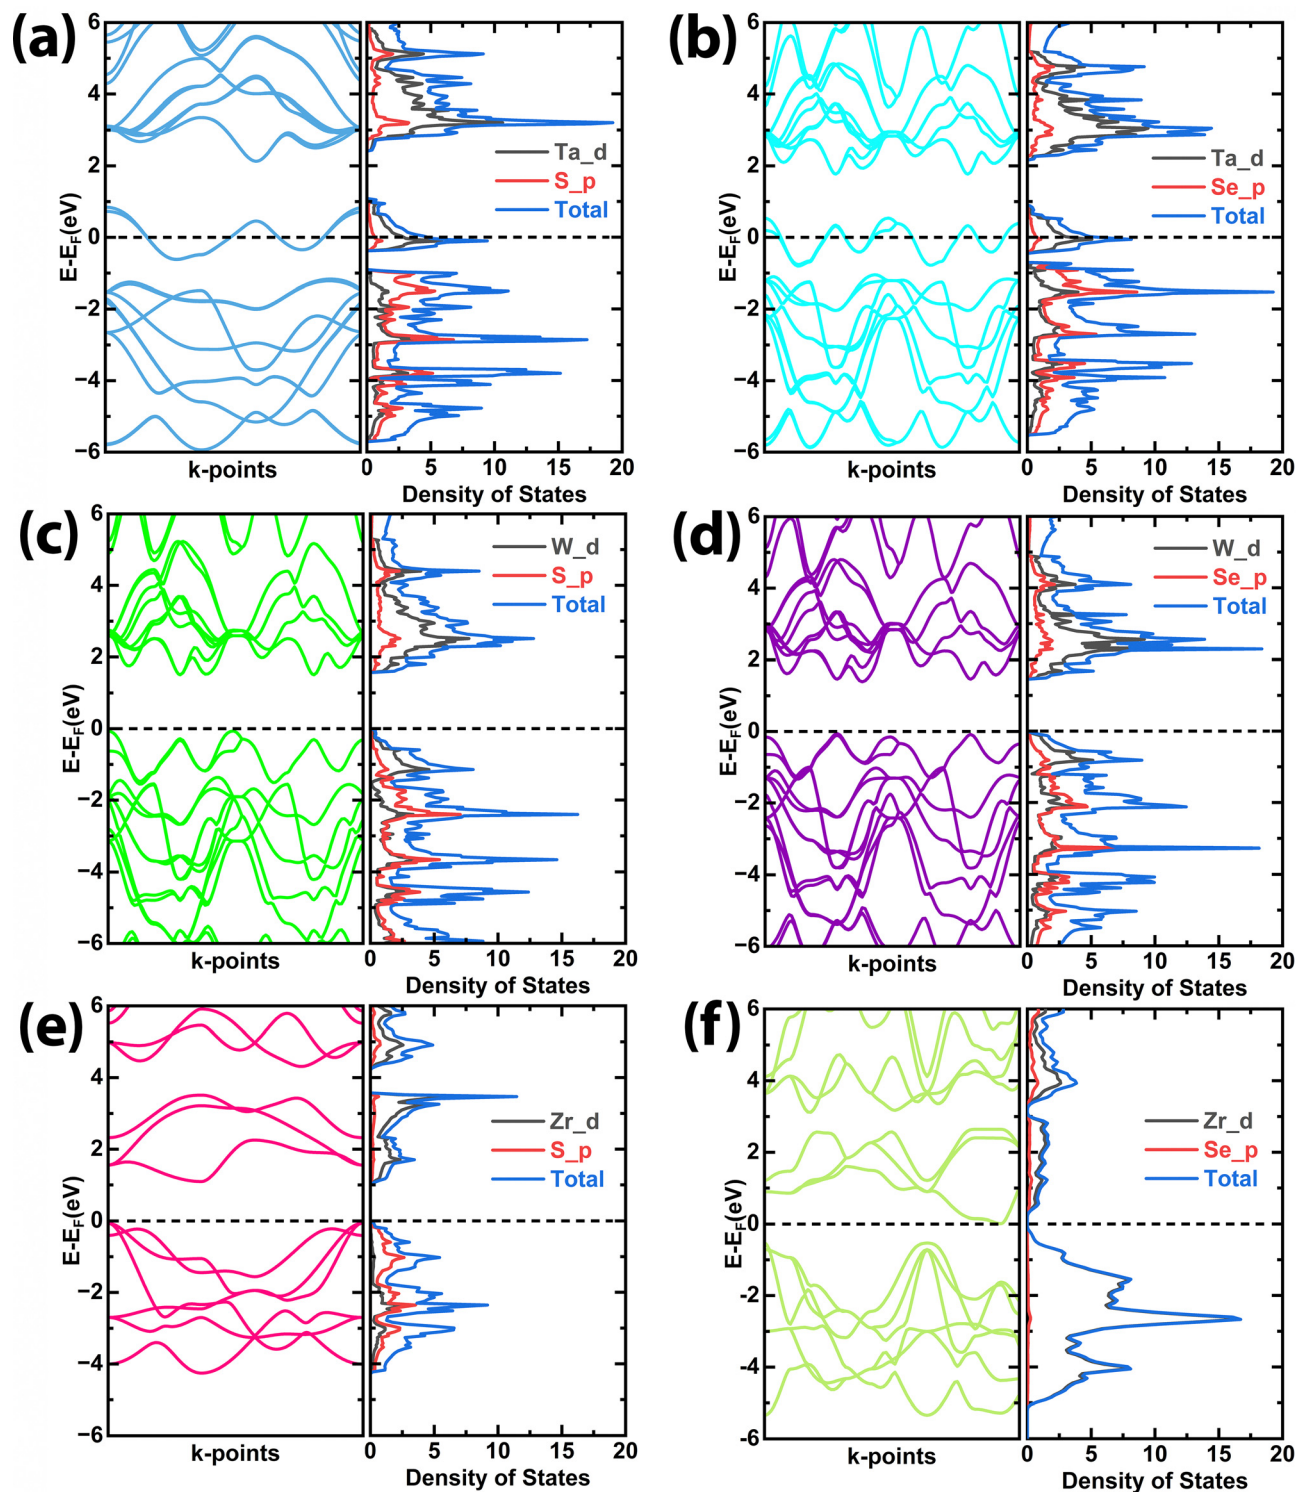 (a)
6
4
2
0
−2
−4
−6
E-EF(eV)
k-points
Ta_d
S_p
Total
0 5 10 15 20
Density of States
(b)
6
4
2
0
−2
−4
−6
E-EF(eV)
k-points
Ta_d
Se_p
Total
0 5 10 15 20
Density of States
(c)
6
4
2
0
−2
−4
−6
E-EF(eV)
k-points
W_d
S_p
Total
0 5 10 15 20
Density of States
(d)
6
4
2
0
−2
−4
−6
E-EF(eV)
k-points
W_d
Se_p
Total
0 5 10 15 20
Density of States
(e)
6
4
2
0
−2
−4
−6
E-EF(eV)
k-points
Zr_d
S_p
Total
0 5 10 15 20
Density of States
(f)
6
4
2
0
-2
-4
-6
E-EF(eV)
k-points
Zr_d
Se_p
Total
0 5 10 15 20
Density of States